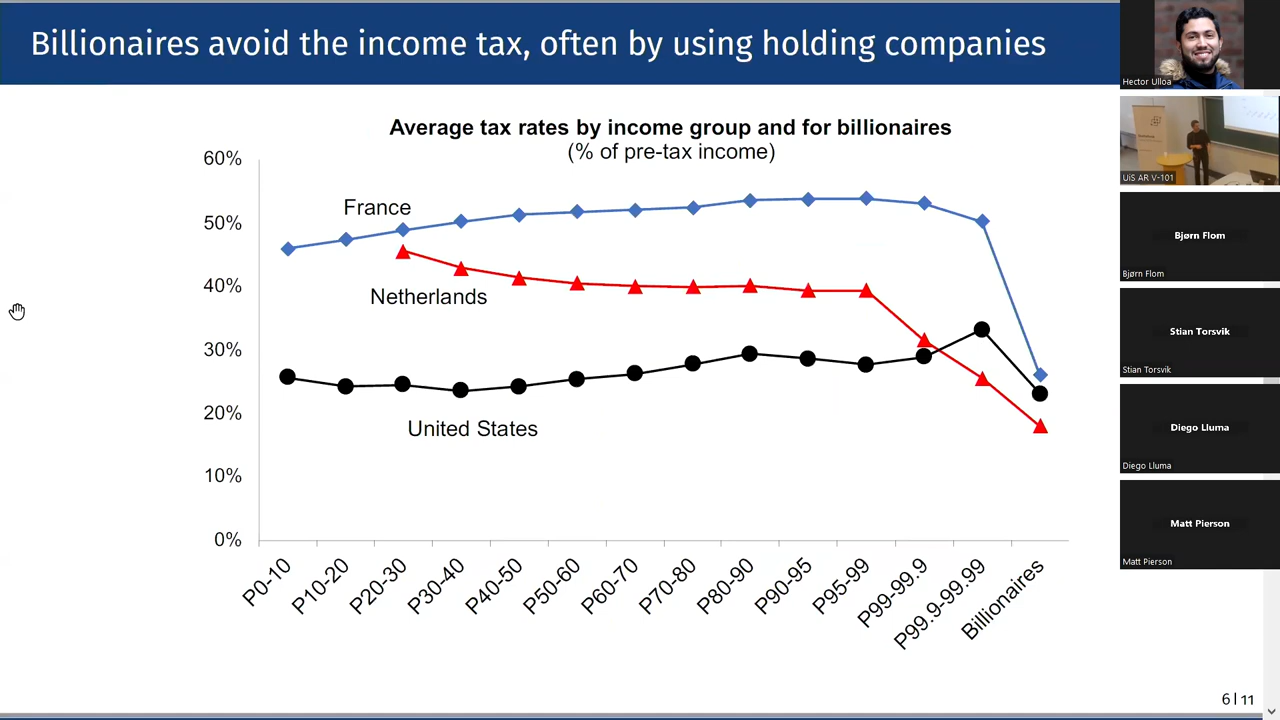 Billionaires avoid the income tax, often by using holding companies
Average tax rates by income group and for billionaires
(% of pre-tax income)
60%
50%
40%
30%
20%
10%
0%
France
Netherlands
United States
P0-10
P10-20
P20-30
P30-40
P40-50
P50-60
P60-70
P70-80
P80-90
P90-95
P95-99
P99-99.9
P99.9-99.99
Billionaires
6 | 11
Hector Ulloa
UiS AR V-101
Bjørn Flom
Bjørn Flom
Stian Torsvik
Stian Torsvik
Diego Lluma
Diego Lluma
Matt Pierson
Matt Pierson